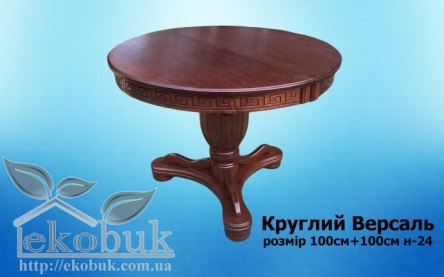 Круглий Версаль
розмір 100см+100см н-24
ekobuk
http://ekobuk.com.ua